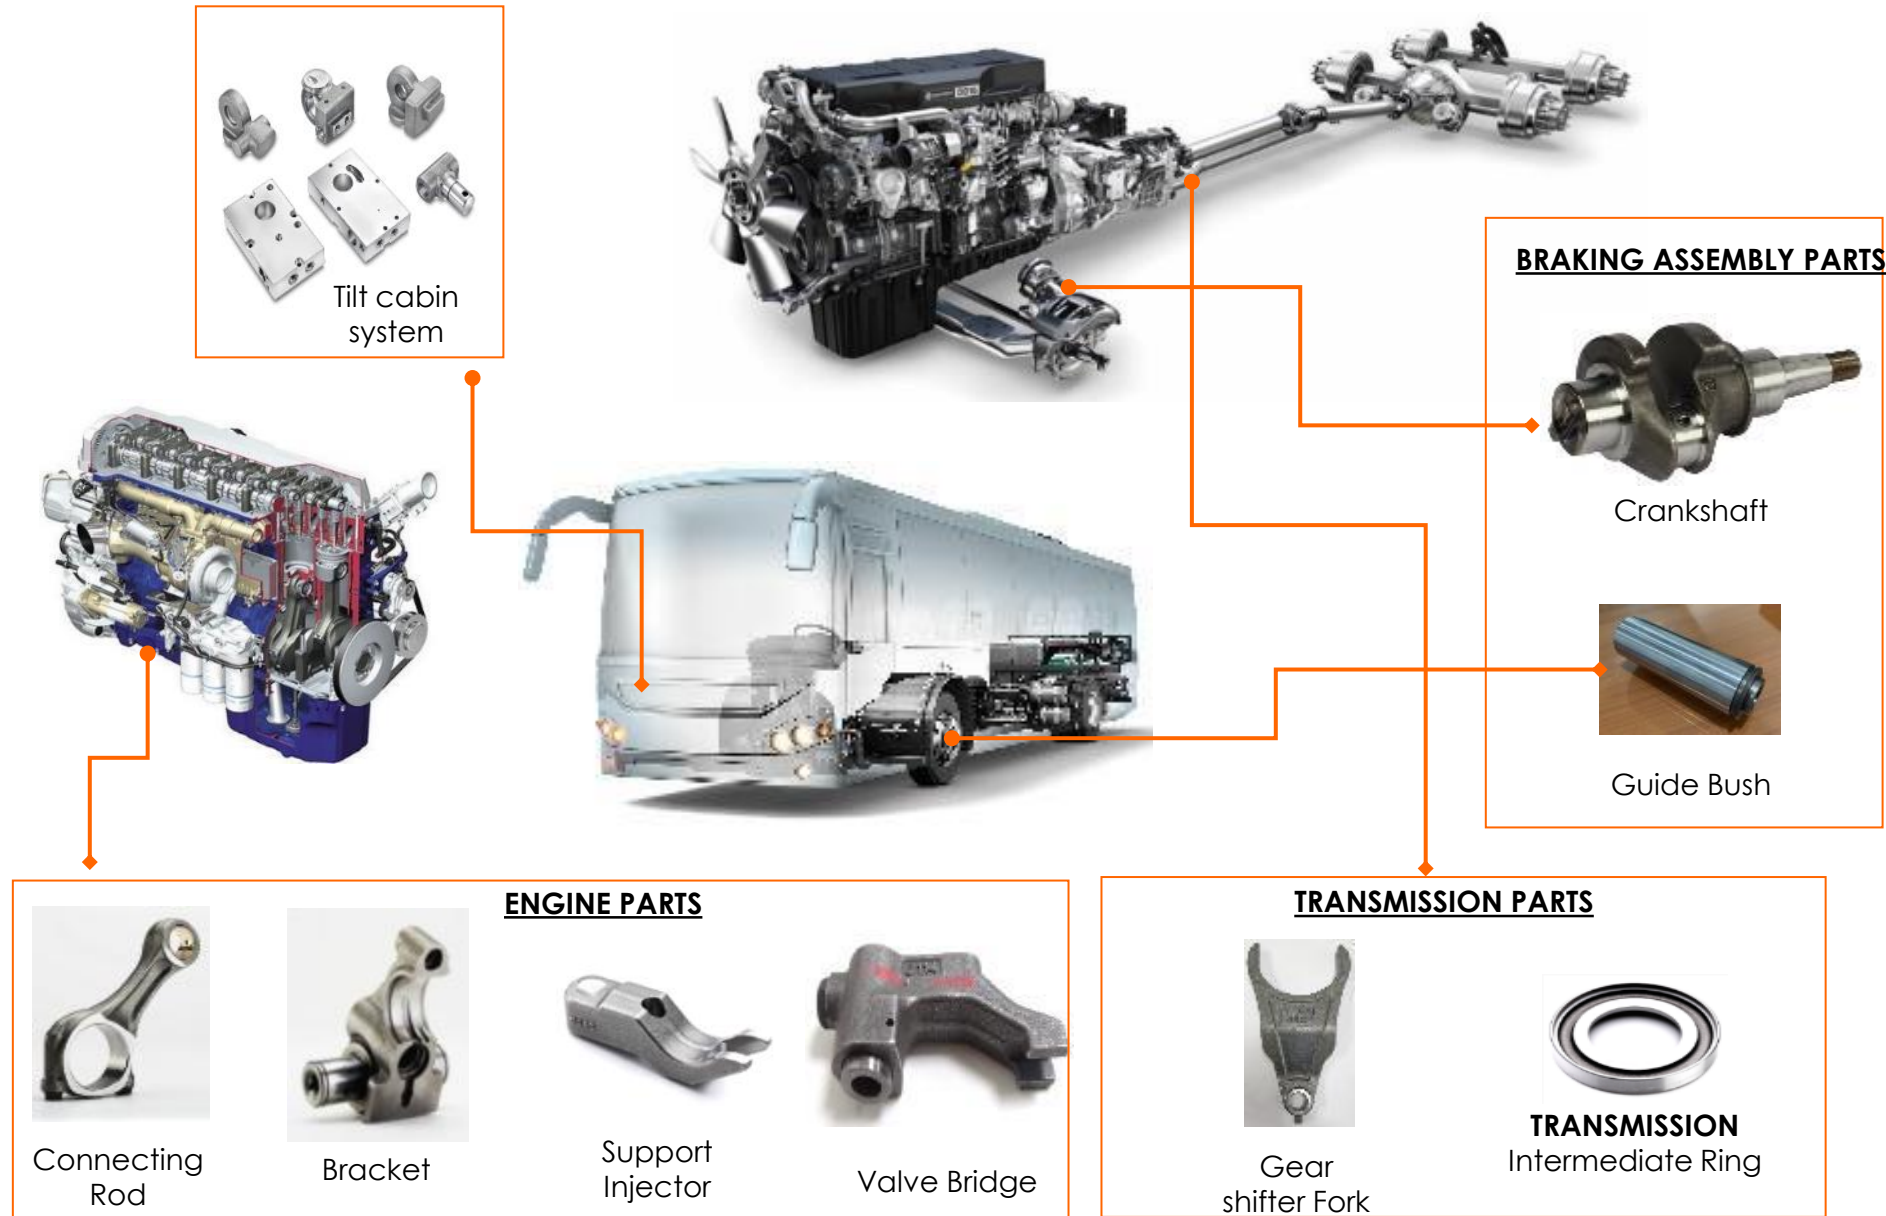 Tilt cabin
system
BRAKING ASSEMBLY PARTS
Crankshaft
Guide Bush
ENGINE PARTS
Connecting
Rod
Bracket
Support
Injector
Valve Bridge
TRANSMISSION PARTS
Gear
shifter Fork
TRANSMISSION
Intermediate Ring